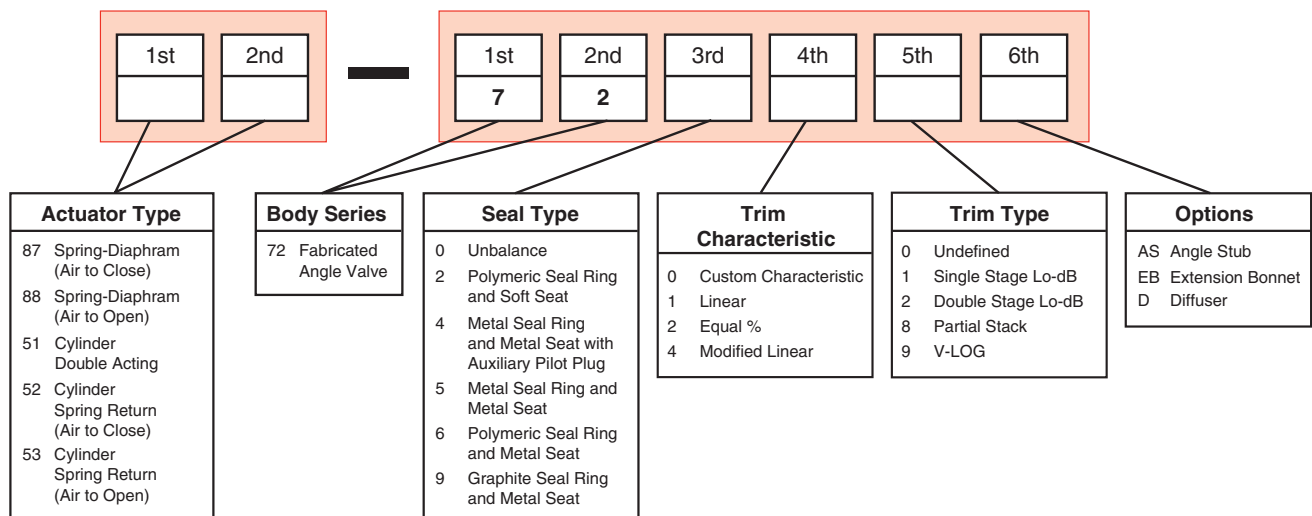 1st 2nd 1st 2nd 3rd 4th 5th 6th
7 2
Actuator Type
87 Spring-Diaphram
(Air to Close)
88 Spring-Diaphram
(Air to Open)
51 Cylinder
Double Acting
52 Cylinder
Spring Return
(Air to Close)
53 Cylinder
Spring Return
(Air to Open)
Body Series
72 Fabricated
Angle Valve
Seal Type
0 Unbalance
2 Polymeric Seal Ring
and Soft Seat
4 Metal Seal Ring
and Metal Seat with
Auxiliary Pilot Plug
5 Metal Seal Ring and
Metal Seat
6 Polymeric Seal Ring
and Metal Seat
9 Graphite Seal Ring
and Metal Seat
Trim
Characteristic
0 Custom Characteristic
1 Linear
2 Equal %
4 Modified Linear
Trim Type
0 Undefined
1 Single Stage Lo-dB
2 Double Stage Lo-dB
8 Partial Stack
9 V-LOG
Options
AS Angle Stub
EB Extension Bonnet
D Diffuser